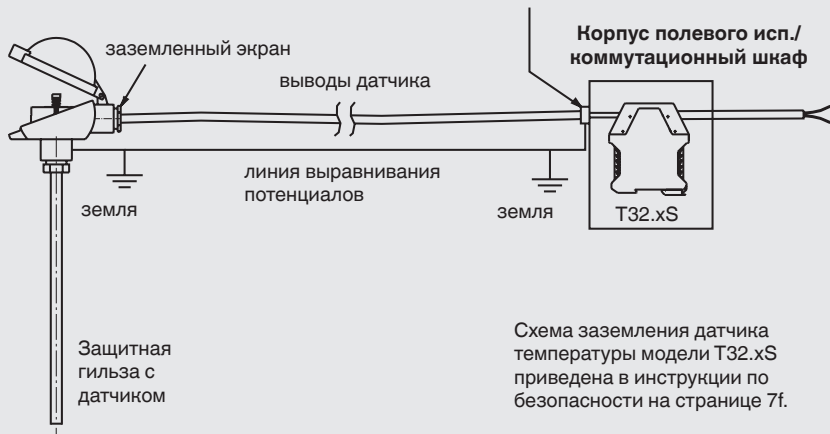 Корпус полевого исп./
коммутационный шкаф
заземленный экран
выводы датчика
линия выравнивания
потенциалов
земля
земля
T32.xS
Защитная
гильза с
датчиком
Схема заземления датчика
температуры модели T32.xS
приведена в инструкции по
безопасности на странице 7f.